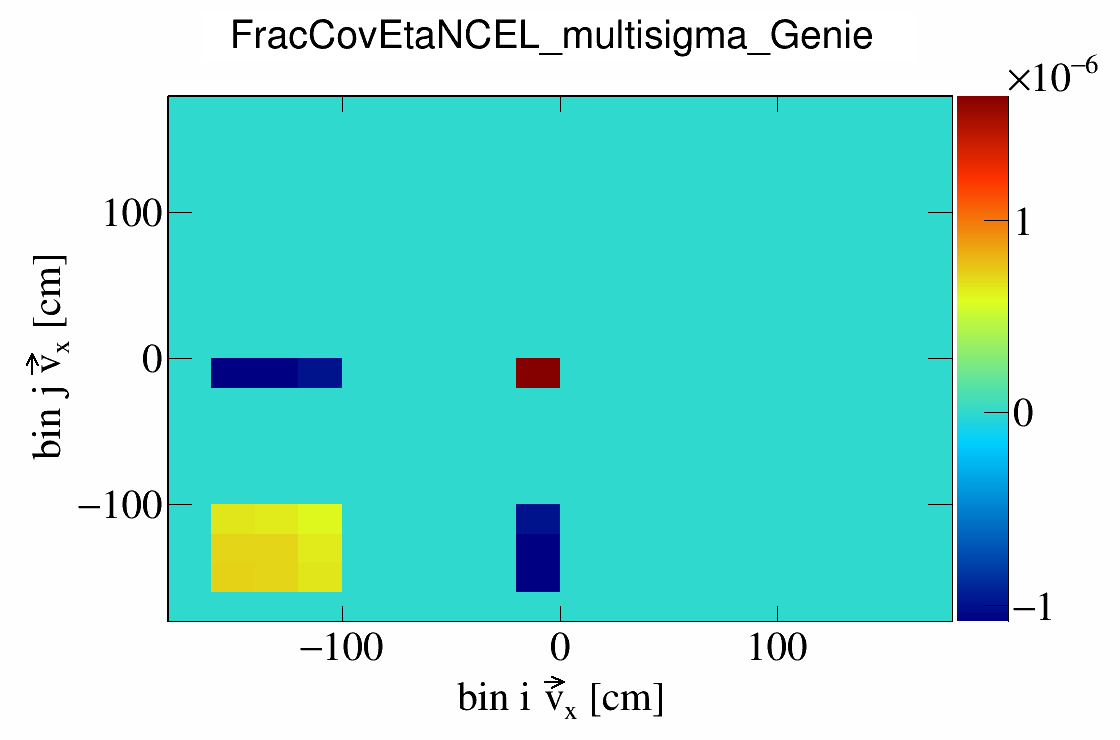 FracCovEtaNCEL_multisigma_Genie
×10⁻⁶
100
0
−100
bin j v⃗ₓ [cm]
1
0
−1
−100 0 100
bin i v⃗ₓ [cm]